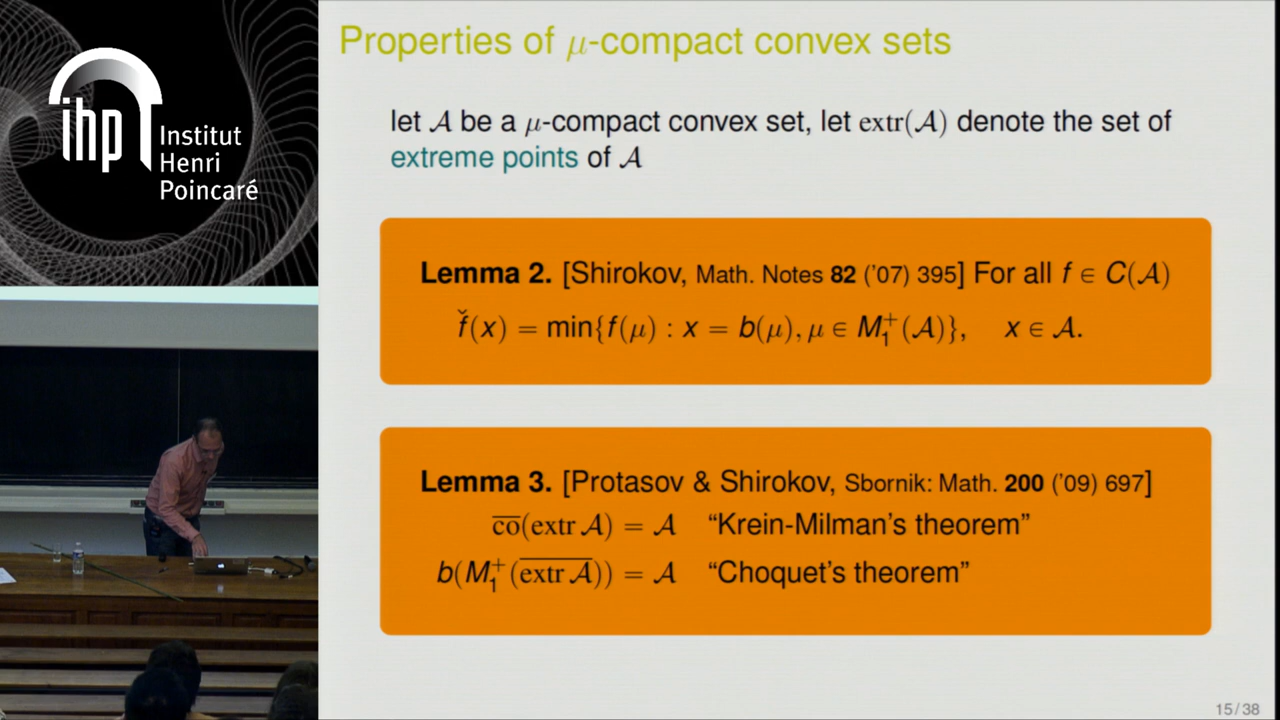 ihp Institut
Henri
Poincaré
Properties of μ-compact convex sets
let 𝒜 be a μ-compact convex set, let extr(𝒜) denote the set of
extreme points of 𝒜
Lemma 2. [Shirokov, Math. Notes 82 ('07) 395] For all f ∈ C(𝒜)
f̌(x) = min{f(μ) : x = b(μ), μ ∈ M₁⁺(𝒜)}, x ∈ 𝒜.
Lemma 3. [Protasov & Shirokov, Sbornik: Math. 200 ('09) 697]
c̅o̅(extr 𝒜) = 𝒜 “Krein-Milman’s theorem”
b(M₁⁺(e̅x̅t̅r̅ ̅𝒜̅)) = 𝒜 “Choquet’s theorem”
15/38